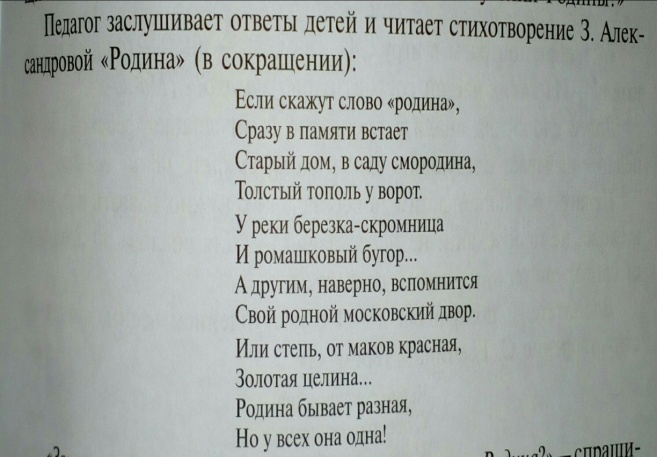 Педагог заслушивает ответы детей и читает стихотворение З. Алек-
сандровой «Родина» (в сокращении):
Если скажут слово «родина»,
Сразу в памяти встает
Старый дом, в саду смородина,
Толстый тополь у ворот.
У реки березка-скромница
И ромашковый бугор...
А другим, наверно, вспомнится
Свой родной московский двор.
Или степь, от маков красная,
Золотая целина...
Родина бывает разная,
Но у всех она одна!
Родина?» — спраши-